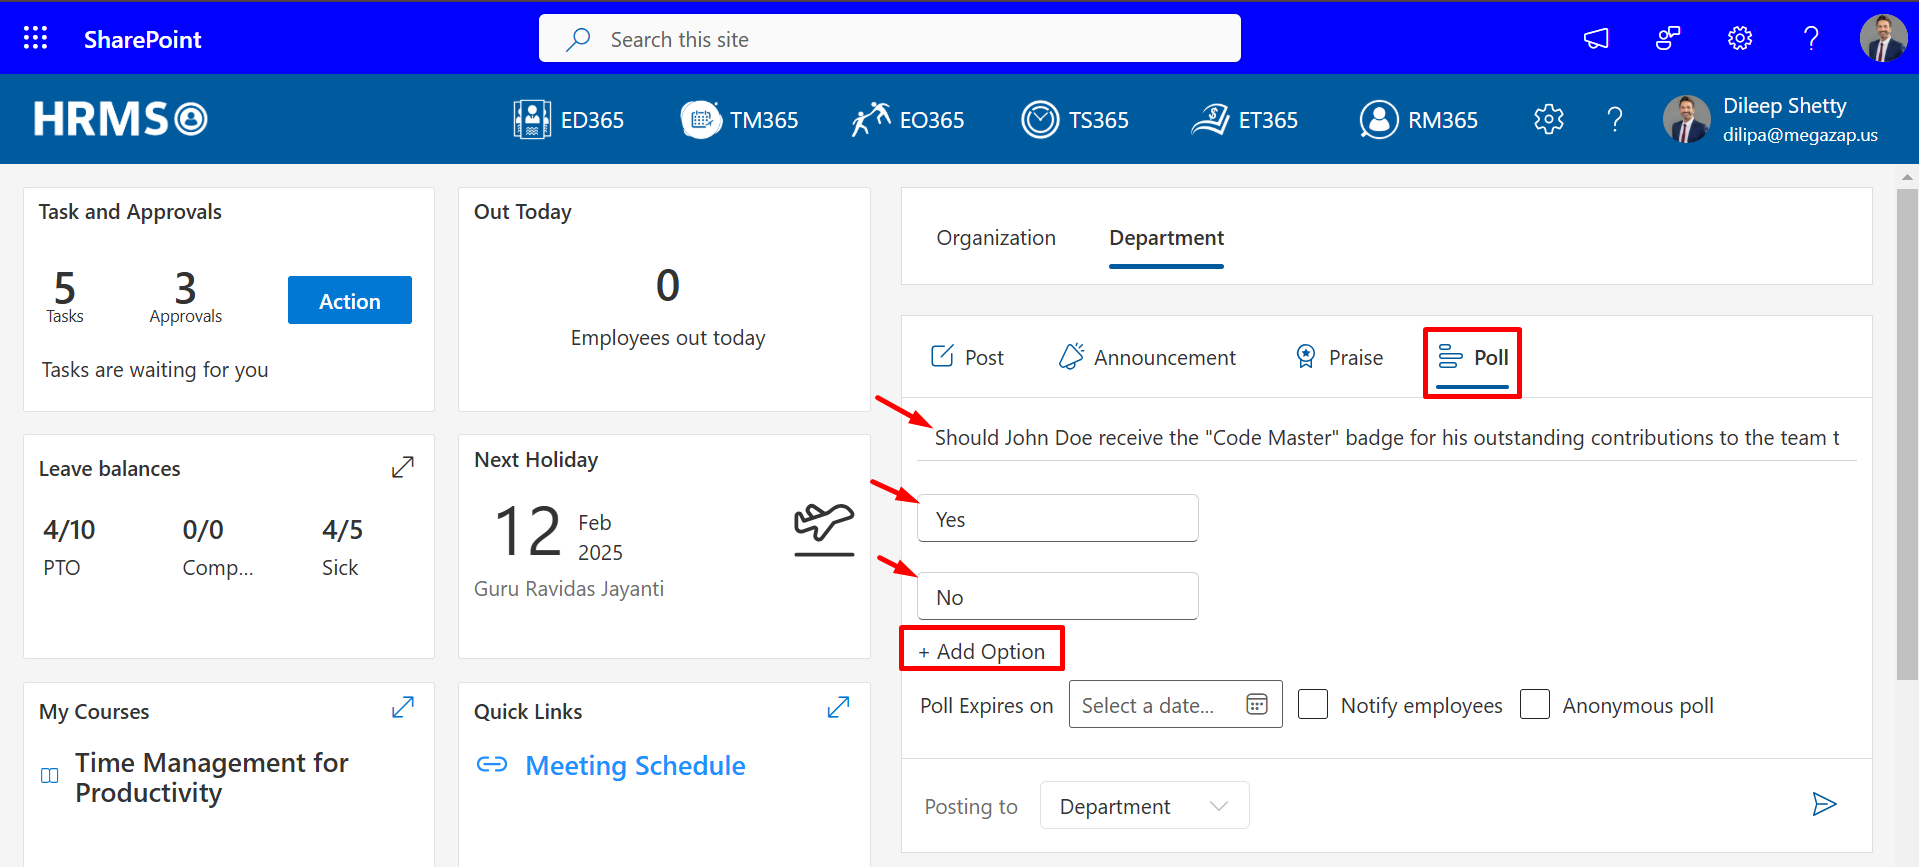 SharePoint
Search this site
HRMS
ED365
TM365
EO365
TS365
ET365
RM365
Dileep Shetty
dilipa@megazap.us
Task and Approvals
5
Tasks
3
Approvals
Action
Tasks are waiting for you
Out Today
0
Employees out today
Leave balances
4/10
PTO
0/0
Comp...
4/5
Sick
Next Holiday
12
Feb
2025
Guru Ravidas Jayanti
My Courses
Time Management for
Productivity
Quick Links
Meeting Schedule
Organization
Department
Post
Announcement
Praise
Poll
Should John Doe receive the "Code Master" badge for his outstanding contributions to the team t
Yes
No
+ Add Option
Poll Expires on
Select a date...
Notify employees
Anonymous poll
Posting to
Department